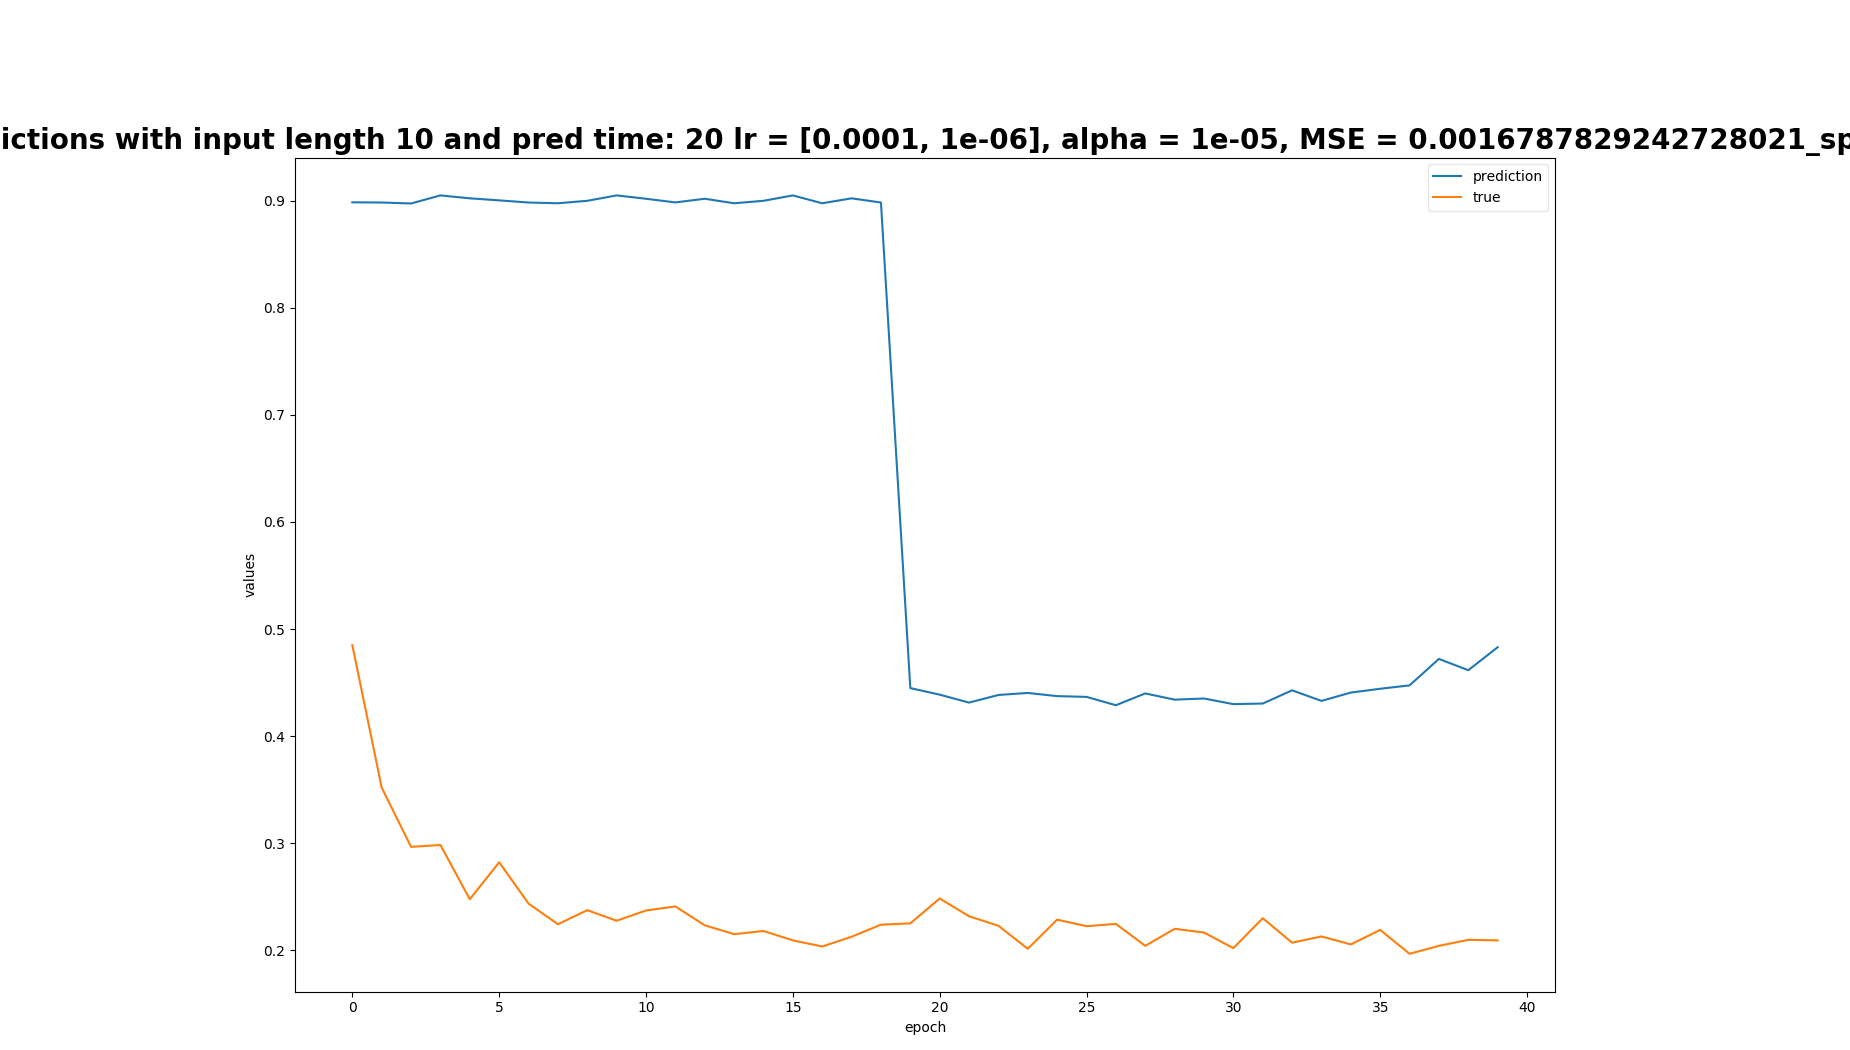 ictions with input length 10 and pred time: 20 lr = [0.0001, 1e-06], alpha = 1e-05, MSE = 0.0016787829242728021_sp
prediction
true
0.9
0.8
0.7
0.6
0.5
0.4
0.3
0.2
values
0 5 10 15 20 25 30 35 40
epoch